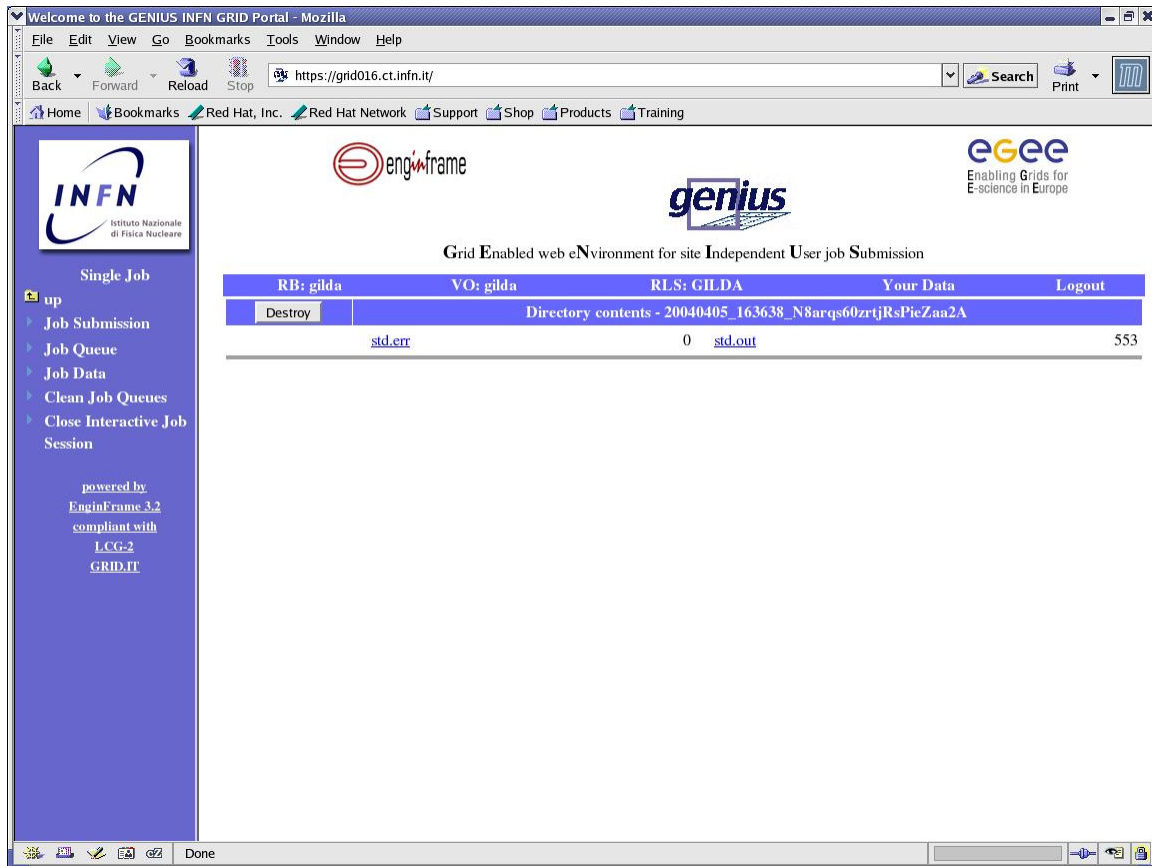 Welcome to the GENIUS INFN GRID Portal - Mozilla
File Edit View Go Bookmarks Tools Window Help
Back Forward Reload Stop https://grid016.ct.infn.it/ Search Print
Home Bookmarks Red Hat, Inc. Red Hat Network Support Shop Products Training
INFN
Istituto Nazionale
di Fisica Nucleare
Single Job
up
Job Submission
Job Queue
Job Data
Clean Job Queues
Close Interactive Job
Session
powered by
EnginFrame 3.2
compliant with
LCG-2
GRID.IT
enginframe
genius
egee
Enabling Grids for
E-science in Europe
Grid Enabled web eNvironment for site Independent User job Submission
RB: gilda VO: gilda RLS: GILDA Your Data Logout
Destroy Directory contents - 20040405_163638_N8arqs60zrtjRsPieZaa2A
std.err 0 std.out 553
Done